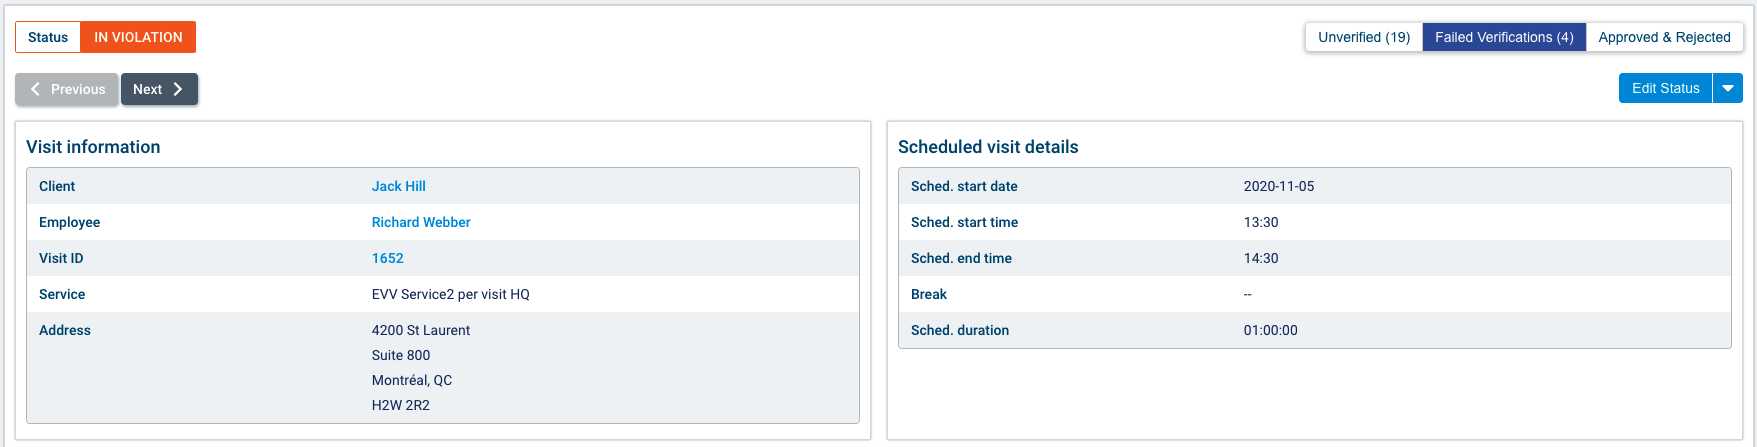 Status IN VIOLATION
Unverified (19) Failed Verifications (4) Approved & Rejected
Previous Next
Edit Status
Visit information
Client Jack Hill
Employee Richard Webber
Visit ID 1652
Service EVV Service2 per visit HQ
Address 4200 St Laurent
Suite 800
Montréal, QC
H2W 2R2
Scheduled visit details
Sched. start date 2020-11-05
Sched. start time 13:30
Sched. end time 14:30
Break --
Sched. duration 01:00:00